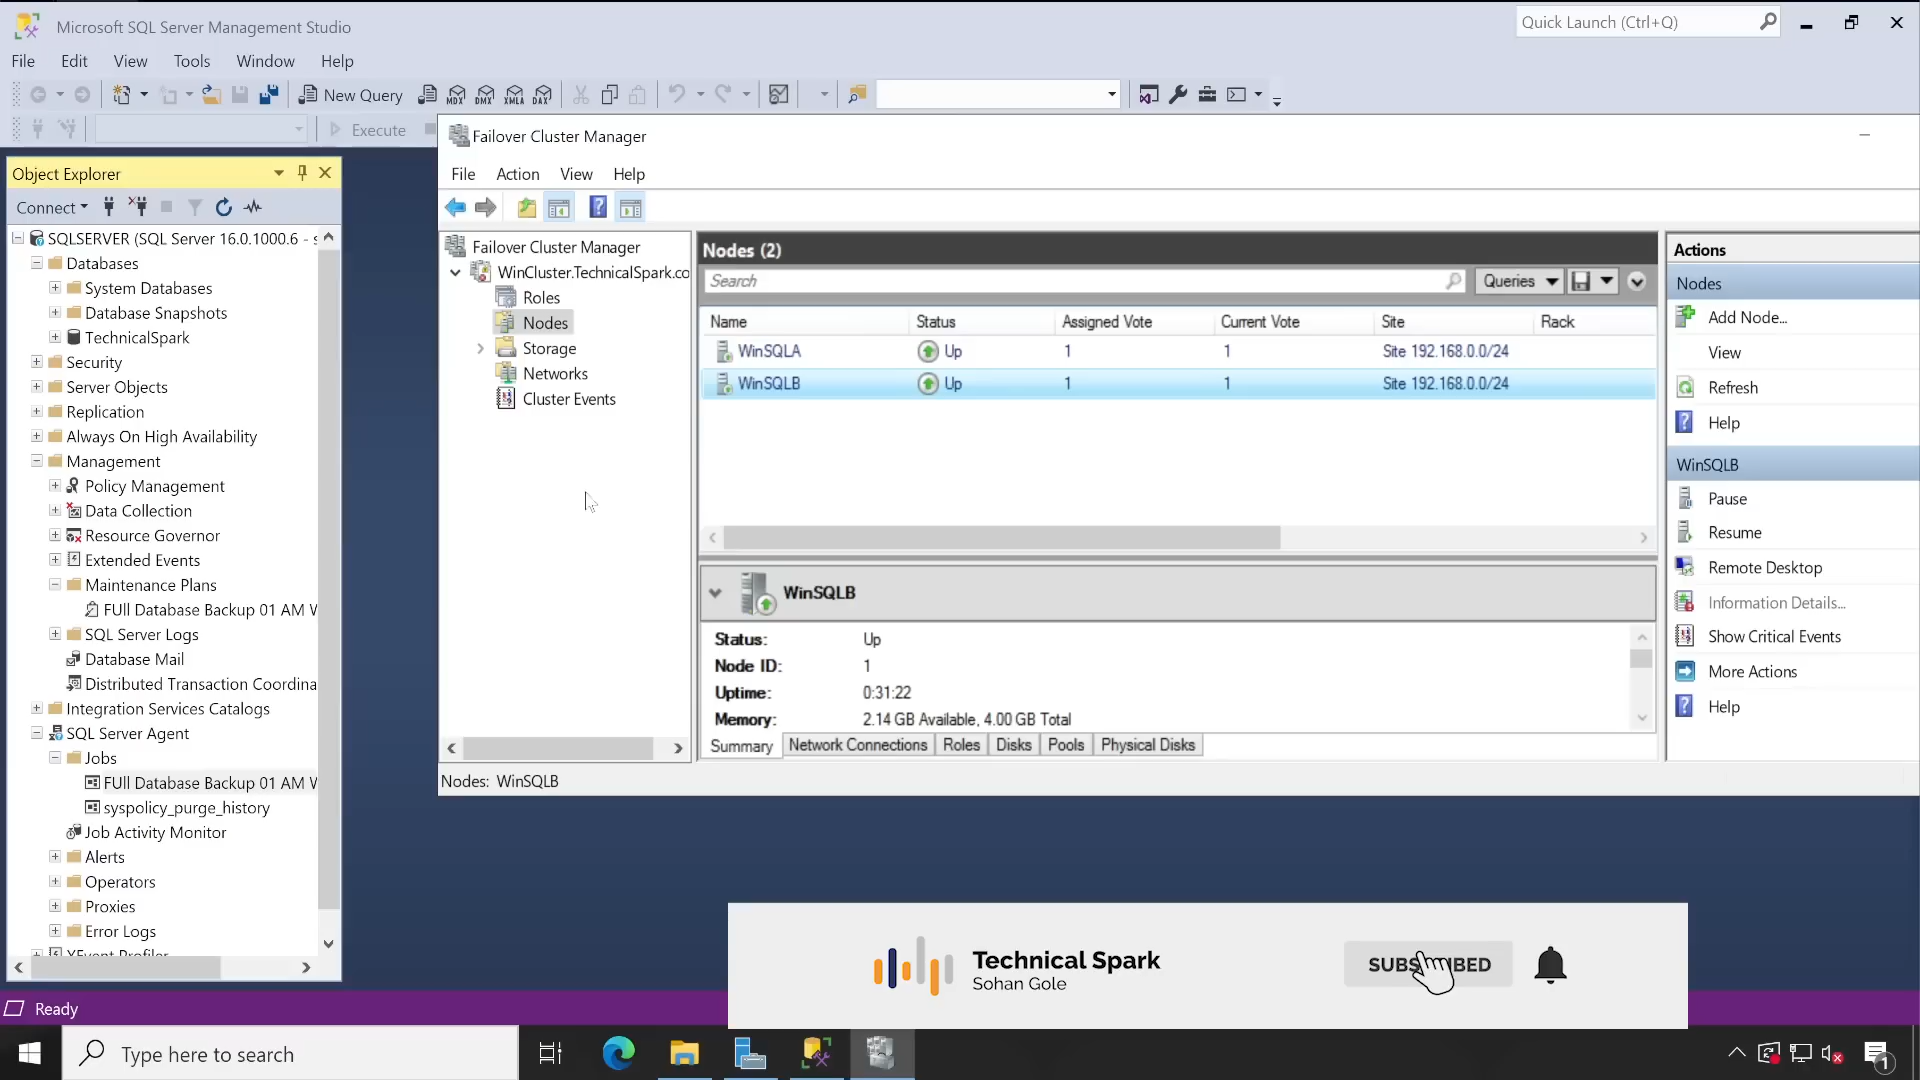 Microsoft SQL Server Management Studio
Quick Launch (Ctrl+Q)
File Edit View Tools Window Help
New Query
MDX DMX XMLA DAX
Execute
Object Explorer
Connect
SQLSERVER (SQL Server 16.0.1000.6 - s
Databases
System Databases
Database Snapshots
TechnicalSpark
Security
Server Objects
Replication
Always On High Availability
Management
Policy Management
Data Collection
Resource Governor
Extended Events
Maintenance Plans
FUll Database Backup 01 AM W
SQL Server Logs
Database Mail
Distributed Transaction Coordina
Integration Services Catalogs
SQL Server Agent
Jobs
FUll Database Backup 01 AM W
syspolicy_purge_history
Job Activity Monitor
Alerts
Operators
Proxies
Error Logs
XEvent Profiler
Ready
Failover Cluster Manager
File Action View Help
Failover Cluster Manager
WinCluster.TechnicalSpark.co
Roles
Nodes
Storage
Networks
Cluster Events
Nodes (2)
Search
Queries
Name Status Assigned Vote Current Vote Site Rack
WinSQLA Up 1 1 Site 192.168.0.0/24
WinSQLB Up 1 1 Site 192.168.0.0/24
WinSQLB
Status: Up
Node ID: 1
Uptime: 0:31:22
Memory: 2.14 GB Available, 4.00 GB Total
Summary Network Connections Roles Disks Pools Physical Disks
Nodes: WinSQLB
Actions
Nodes
Add Node...
View
Refresh
Help
WinSQLB
Pause
Resume
Remote Desktop
Information Details...
Show Critical Events
More Actions
Help
Technical Spark
Sohan Gole
SUBSCRIBED
Type here to search
1